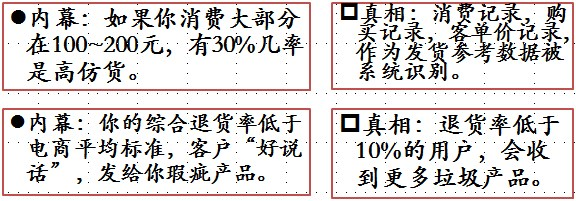 ●内幕：如果你消费大部分
在100~200元，有30%几率
是高仿货。
❑真相：消费记录，购
买记录，客单价记录，
作为发货参考数据被
系统识别。
●内幕：你的综合退货率低于
电商平均标准，客户“好说
话”，发给你瑕疵产品。
❑真相：退货率低于
10%的用户，会收
到更多垃圾产品。